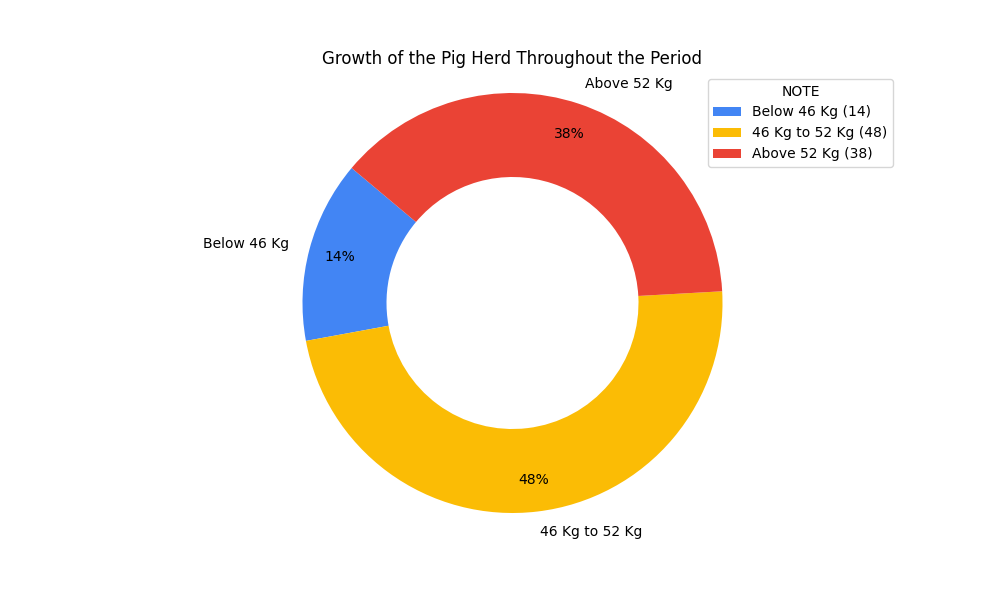 Growth of the Pig Herd Throughout the Period
Above 52 Kg
NOTE
Below 46 Kg (14)
46 Kg to 52 Kg (48)
Above 52 Kg (38)
38%
Below 46 Kg
14%
48%
46 Kg to 52 Kg